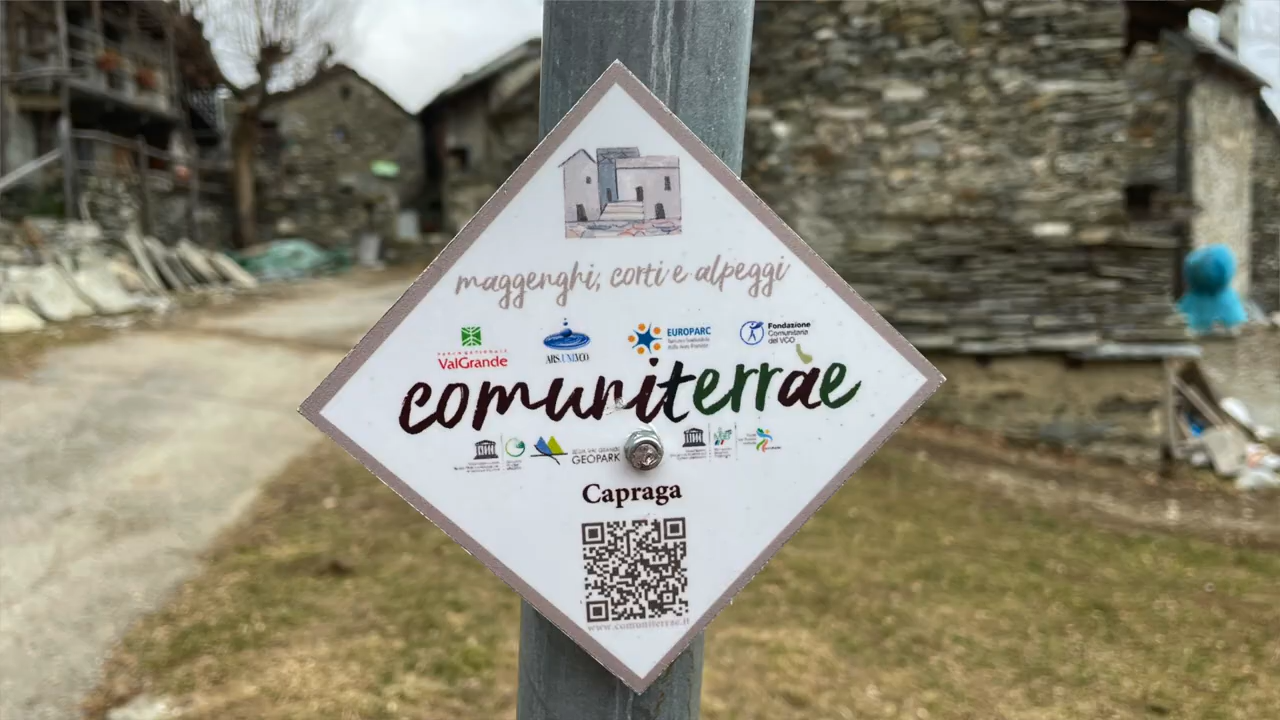 maggenghi, corti e alpeggi
ValGrande
ARS.UNI.VCO
EUROPARC
Fondazione
Comunitaria
del VCO
comuniterrae
GEOPARK
Capraga
www.comuniterrae.it